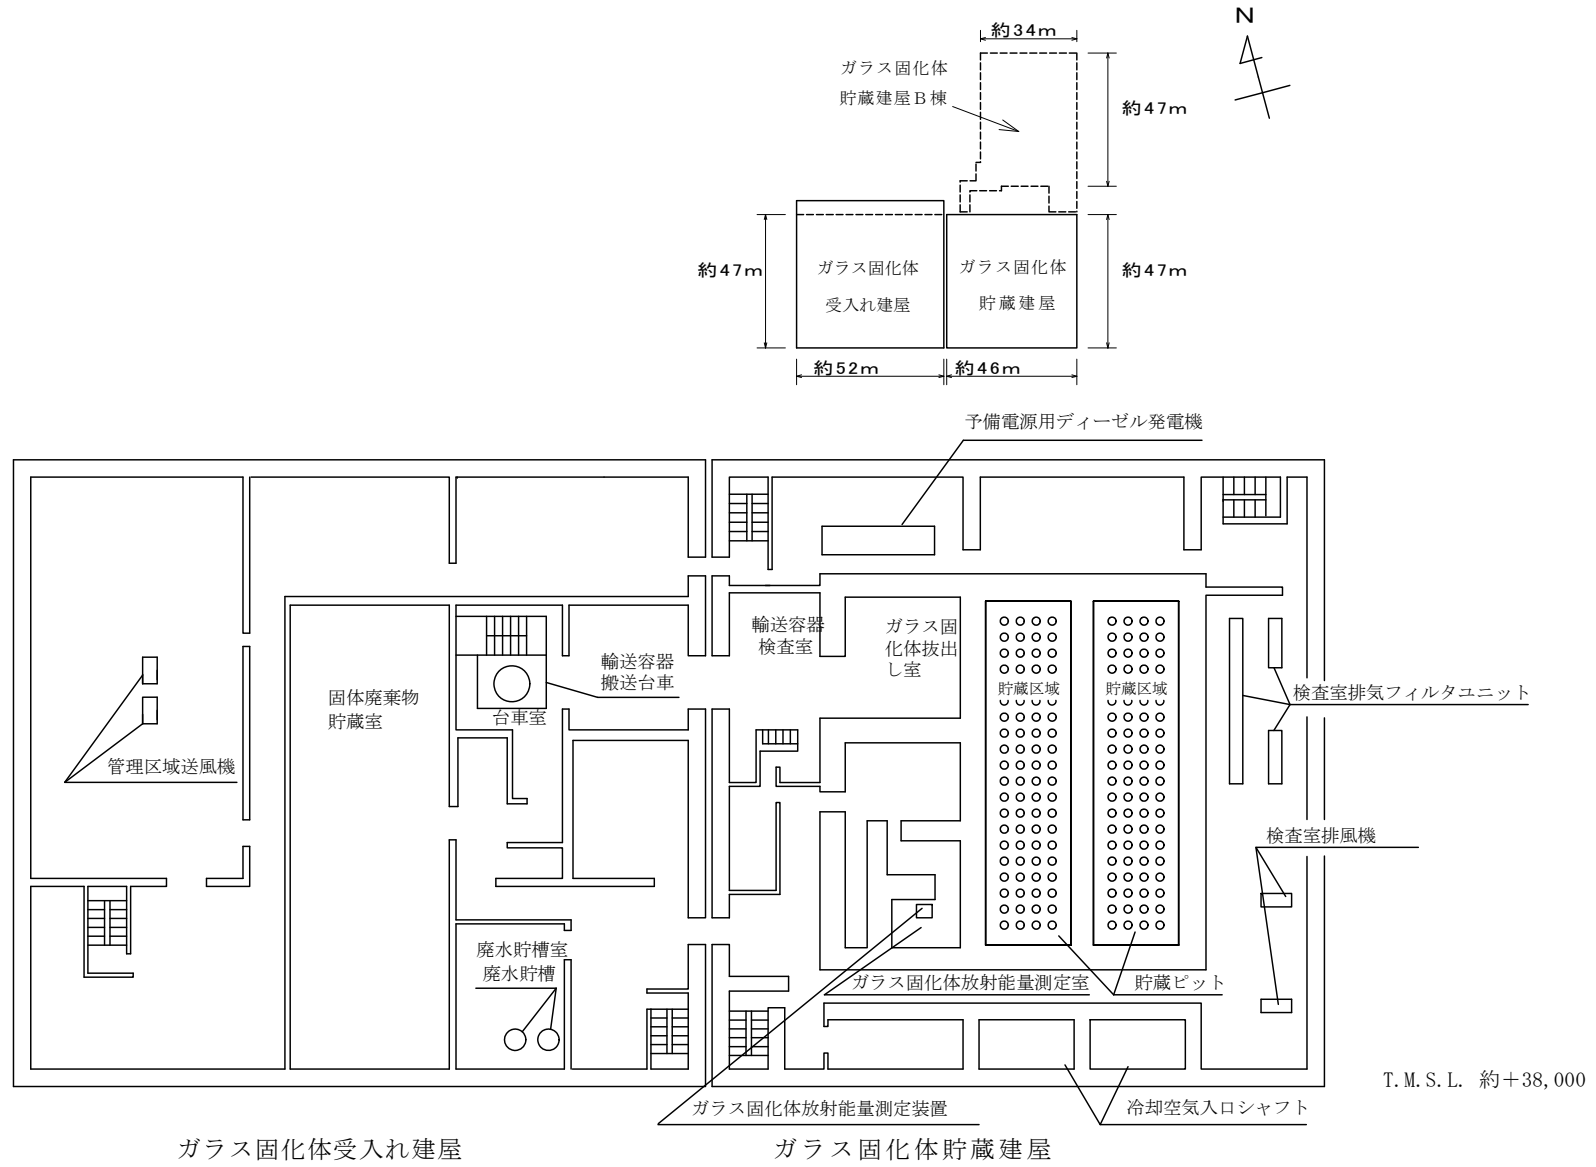 N
約34m
ガラス固化体
貯蔵建屋B棟
約47m
約47m
ガラス固化体
受入れ建屋
ガラス固化体
貯蔵建屋
約47m
約52m
約46m
予備電源用ディーゼル発電機
輸送容器
検査室
ガラス固
化体抜出
し室
輸送容器
搬送台車
固体廃棄物
貯蔵室
台車室
貯蔵区域
貯蔵区域
検査室排気フィルタユニット
管理区域送風機
検査室排風機
廃水貯槽室
廃水貯槽
ガラス固化体放射能量測定室
貯蔵ピット
T.M.S.L. 約+38,000
ガラス固化体放射能量測定装置
冷却空気入口シャフト
ガラス固化体受入れ建屋
ガラス固化体貯蔵建屋